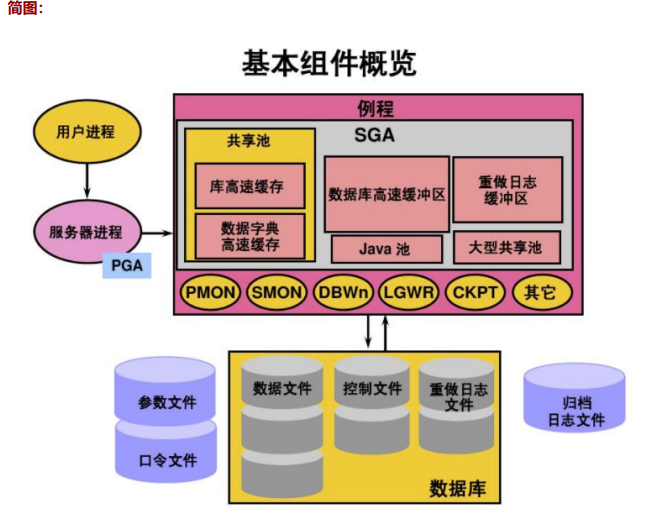 简图：
基本组件概览
例程
SGA
用户进程
共享池
库高速缓存
数据库高速缓冲区
重做日志
缓冲区
服务器进程
数据字典
高速缓存
Java 池
大型共享池
PGA
PMON
SMON
DBWn
LGWR
CKPT
其它
参数文件
口令文件
数据文件
控制文件
重做日志
文件
归档
日志文件
数据库